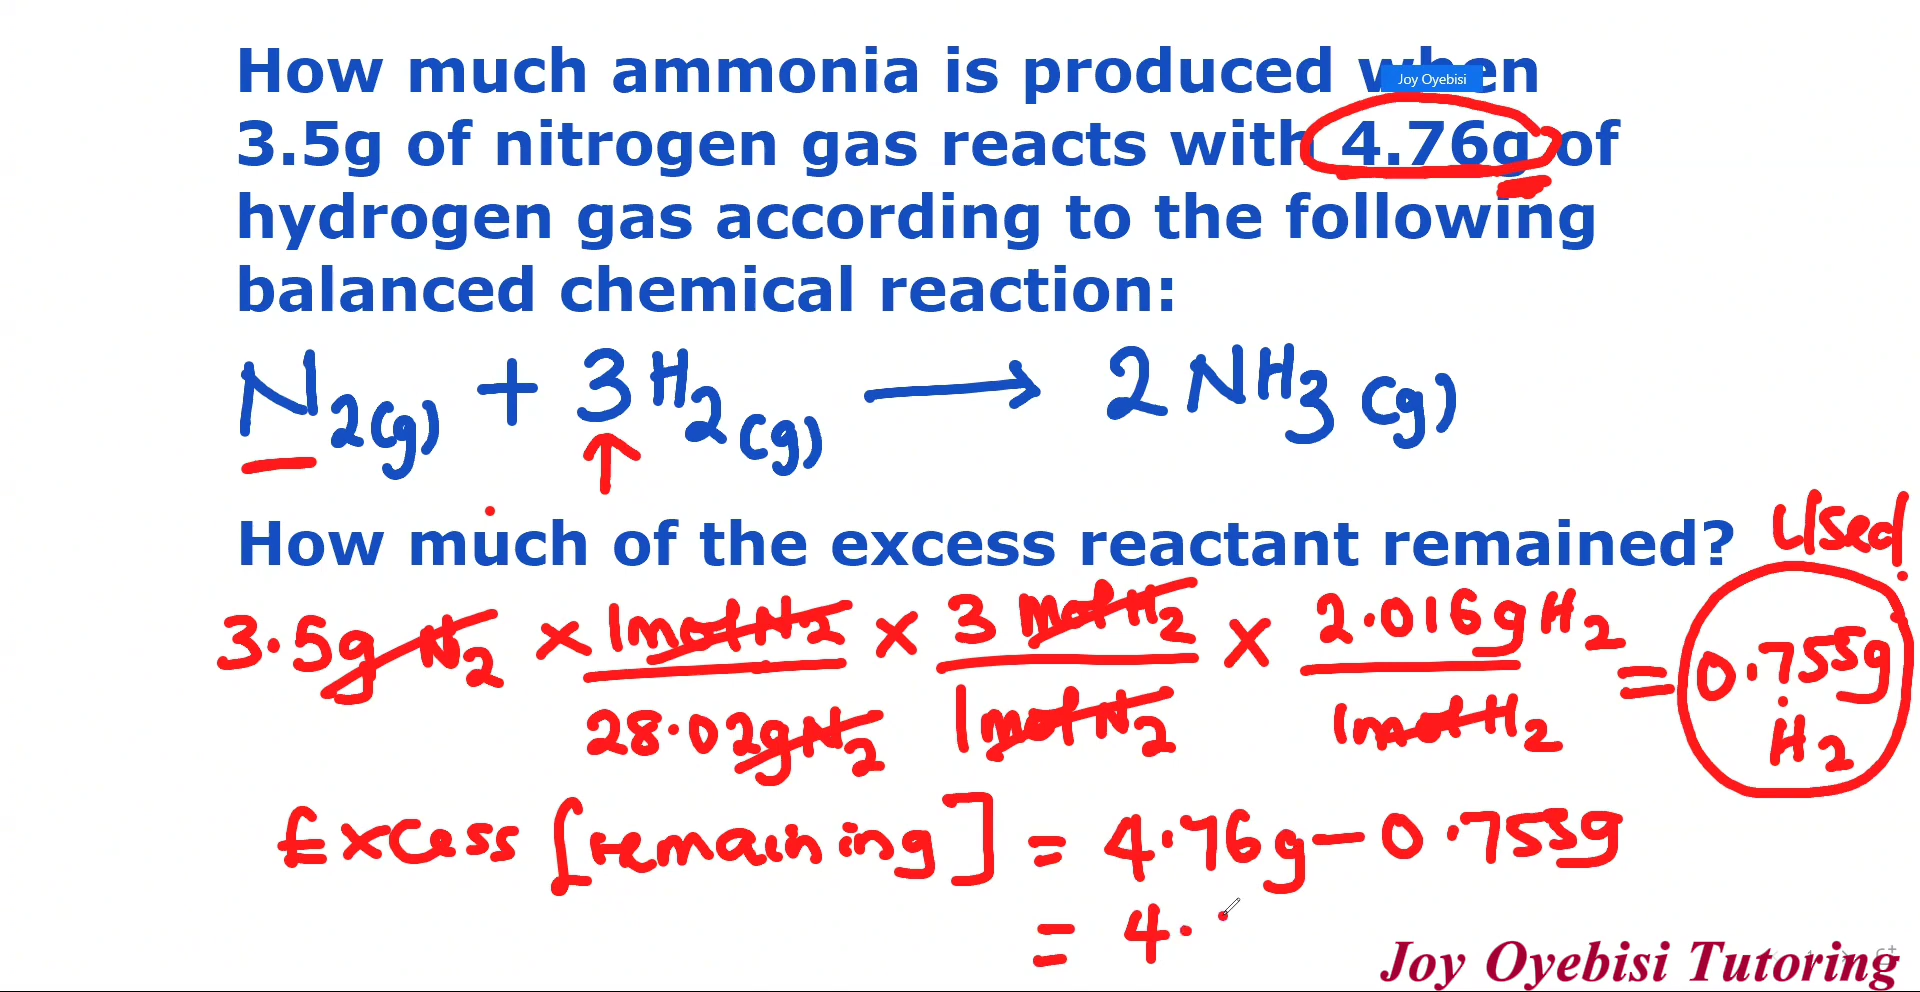 How much ammonia is produced when
Joy Oyebisi
3.5g of nitrogen gas reacts with 4.76g of
hydrogen gas according to the following
balanced chemical reaction:
N2(g) + 3H2(g) → 2NH3(g)
How much of the excess reactant remained?
Used
3.5g N2 × 1mol N2 × 3 mol H2 × 2.016g H2 = 0.755g
28.02g N2 1mol N2 1mol H2 H2
Excess [remaining] = 4.76g - 0.755g
= 4.
Joy Oyebisi Tutoring